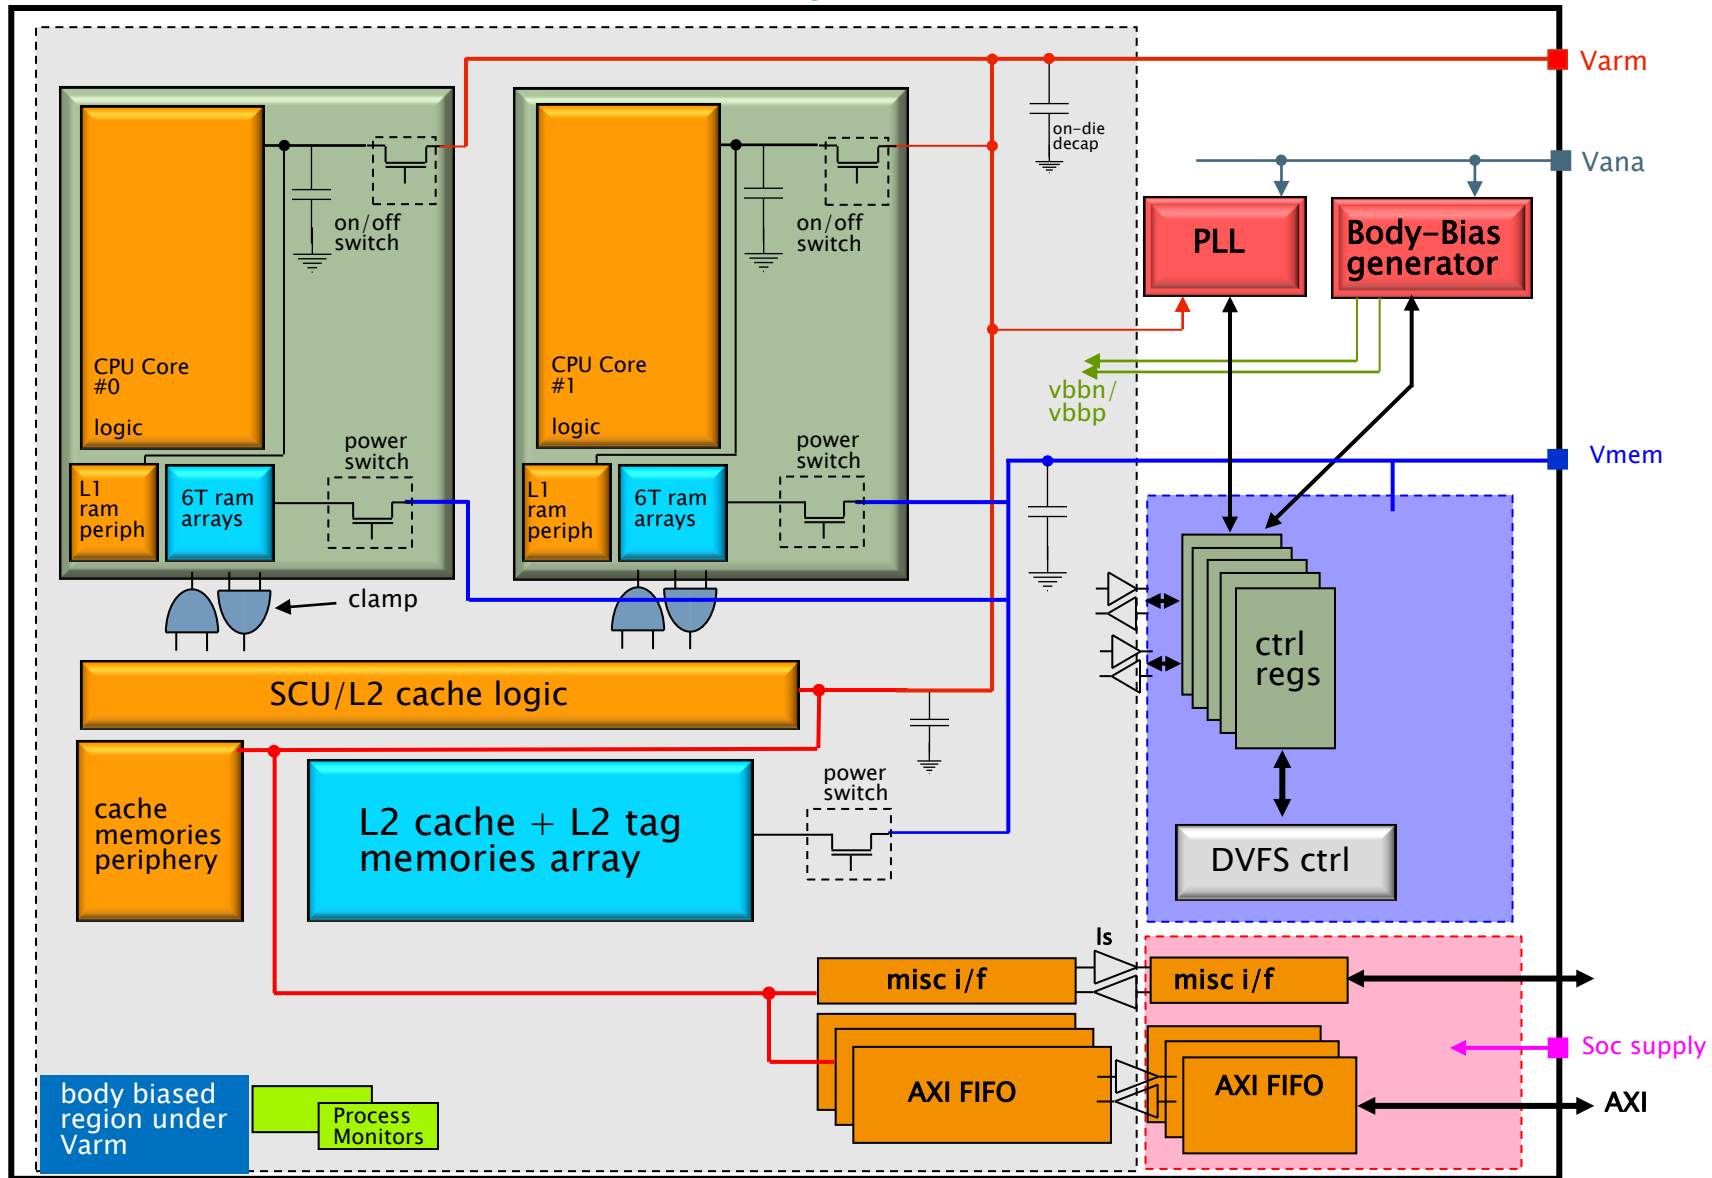 Varm
on-die
decap
Vana
on/off
switch
on/off
switch
PLL
Body-Bias
generator
CPU Core
#0
logic
CPU Core
#1
logic
vbbn/
vbbp
power
switch
power
switch
Vmem
L1
ram
periph
6T ram
arrays
L1
ram
periph
6T ram
arrays
clamp
ctrl
regs
SCU/L2 cache logic
power
switch
cache
memories
periphery
L2 cache + L2 tag
memories array
DVFS ctrl
ls
misc i/f
misc i/f
Soc supply
AXI FIFO
AXI FIFO
AXI
body biased
region under
Varm
Process
Monitors